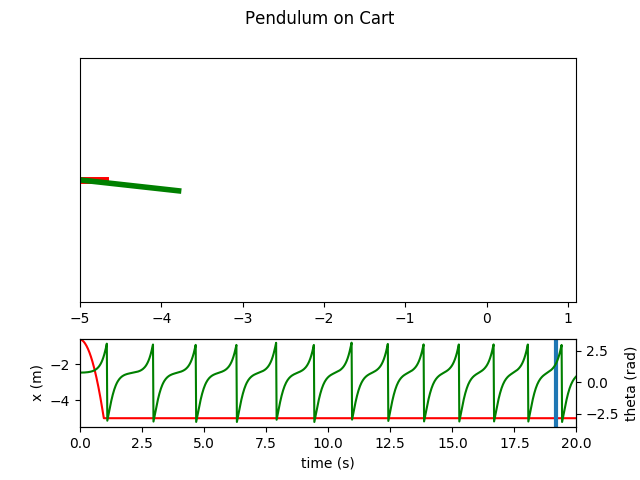 Pendulum on Cart
−5 −4 −3 −2 −1 0 1
−2
−4
x (m)
2.5
0.0
−2.5
theta (rad)
0.0 2.5 5.0 7.5 10.0 12.5 15.0 17.5 20.0
time (s)